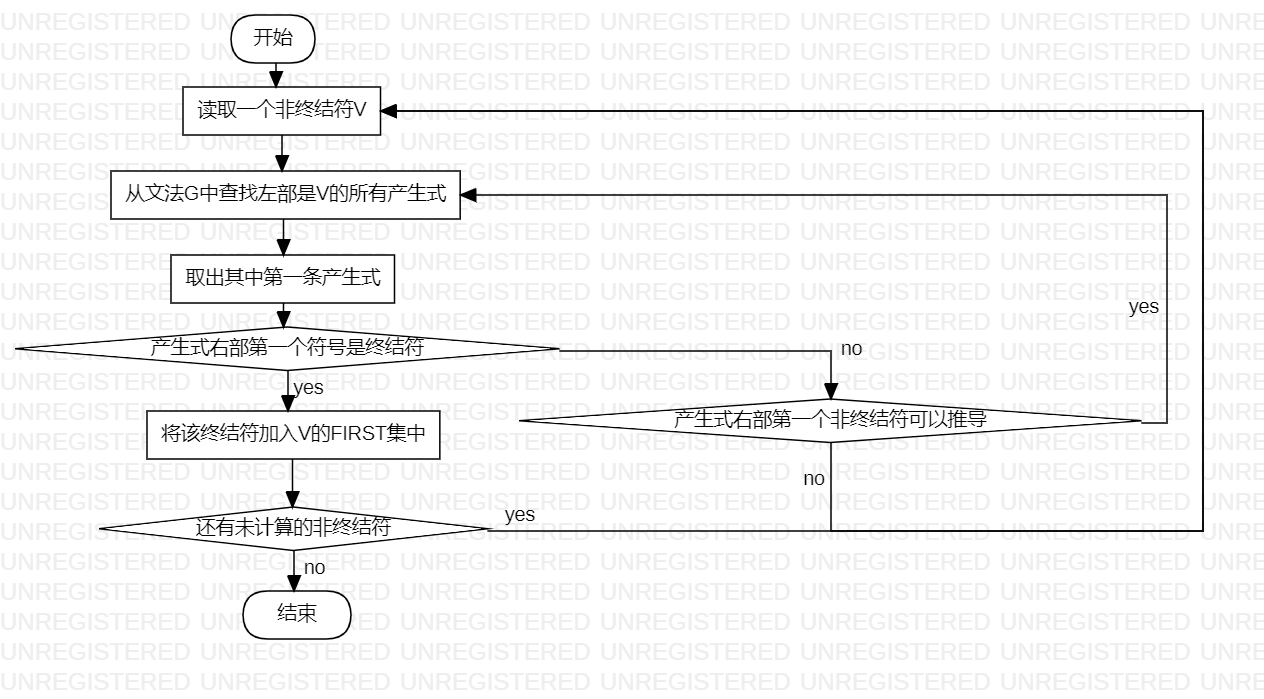 开始
读取一个非终结符V
从文法G中查找左部是V的所有产生式
取出其中第一条产生式
yes
产生式右部第一个符号是终结符
no
yes
产生式右部第一个非终结符可以推导
将该终结符加入V的FIRST集中
no
还有未计算的非终结符
yes
no
结束
UNREGISTERED UNREGISTERED UNREGISTERED UNREGISTERED UNREGISTERED UNREGISTERED